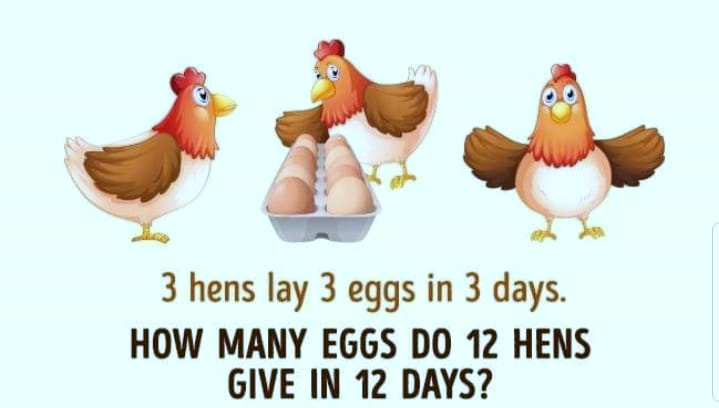 3 hens lay 3 eggs in 3 days.
HOW MANY EGGS DO 12 HENS
GIVE IN 12 DAYS?